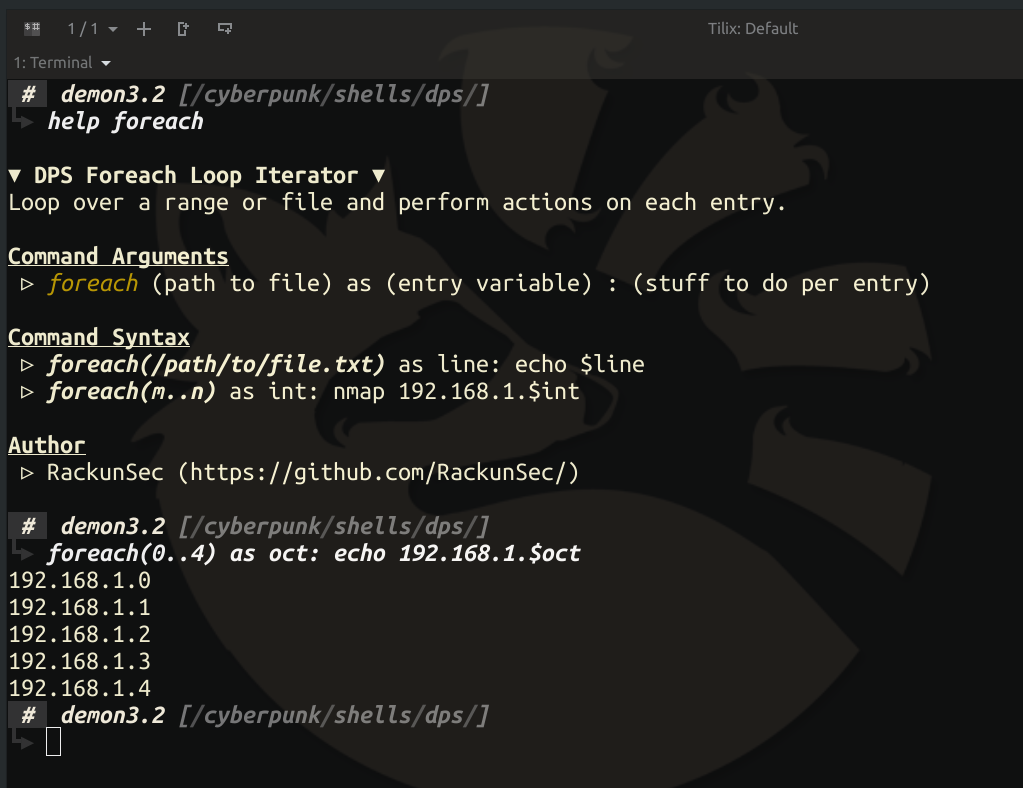 1 / 1
Tilix: Default
1: Terminal
# demon3.2 [/cyberpunk/shells/dps/]
help foreach
▼ DPS Foreach Loop Iterator ▼
Loop over a range or file and perform actions on each entry.
Command Arguments
▷ foreach (path to file) as (entry variable) : (stuff to do per entry)
Command Syntax
▷ foreach(/path/to/file.txt) as line: echo $line
▷ foreach(m..n) as int: nmap 192.168.1.$int
Author
▷ RackunSec (https://github.com/RackunSec/)
# demon3.2 [/cyberpunk/shells/dps/]
foreach(0..4) as oct: echo 192.168.1.$oct
192.168.1.0
192.168.1.1
192.168.1.2
192.168.1.3
192.168.1.4
# demon3.2 [/cyberpunk/shells/dps/]